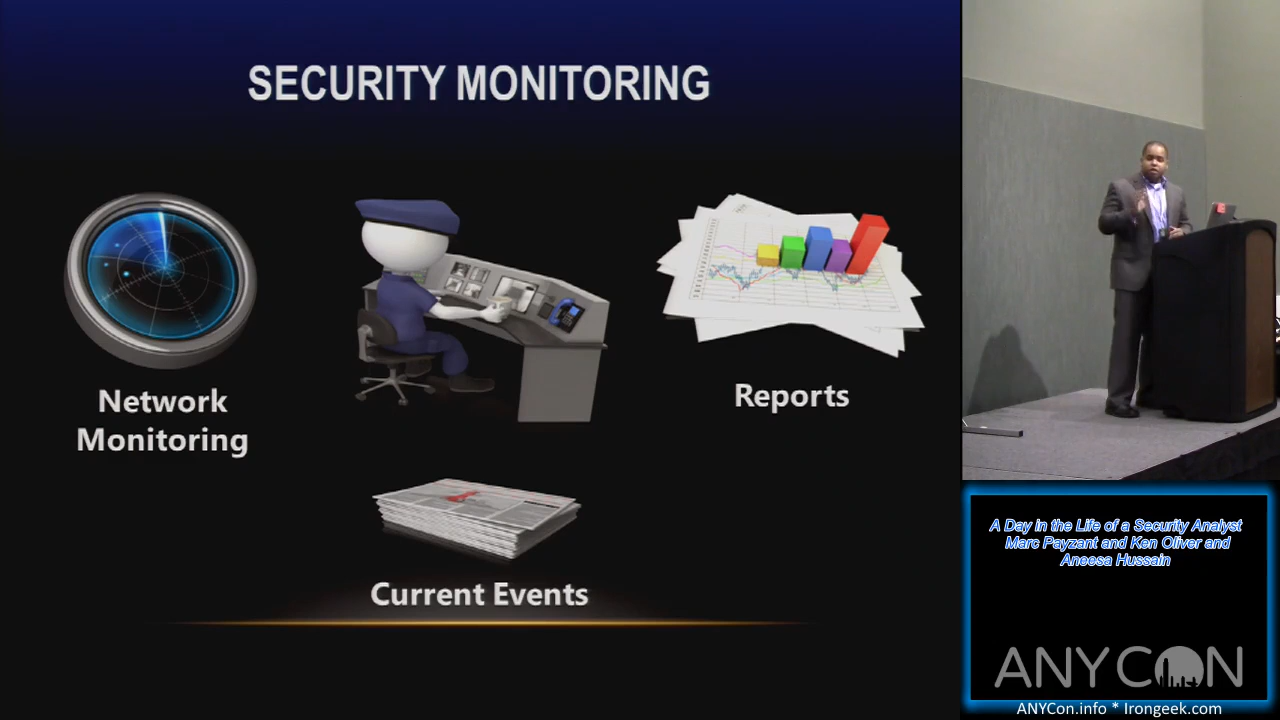 SECURITY MONITORING
Network
Monitoring
Reports
Current Events
A Day in the Life of a Security Analyst
Marc Payzant and Ken Oliver and
Aneesa Hussain
ANYCON
ANYCon.info * Irongeek.com